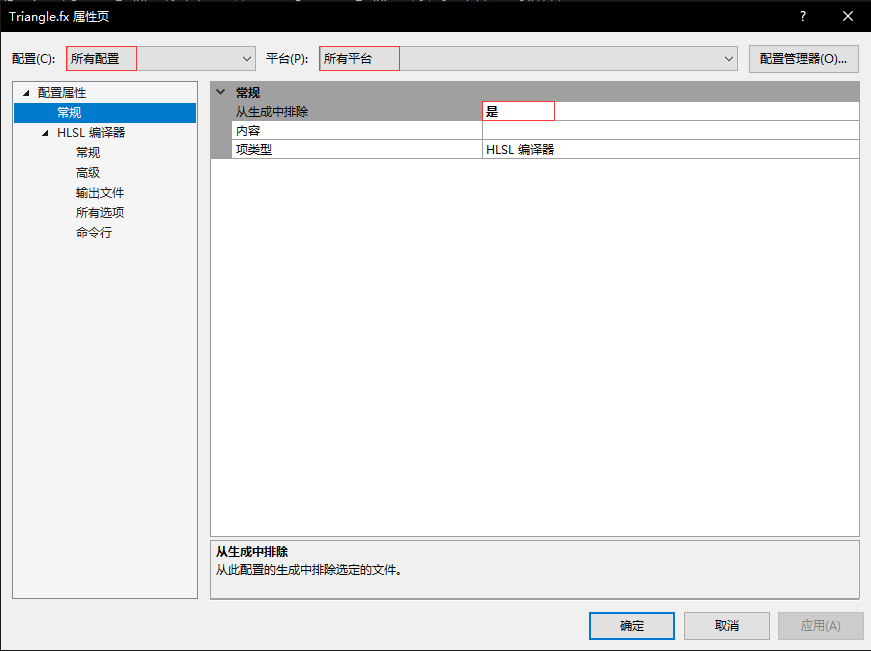 Triangle.fx 属性页
?
配置(C): 所有配置 平台(P): 所有平台 配置管理器(O)...
配置属性
常规
HLSL 编译器
常规
高级
输出文件
所有选项
命令行
常规
从生成中排除 是
内容
项类型 HLSL 编译器
从生成中排除
从此配置的生成中排除选定的文件。
确定 取消 应用(A)